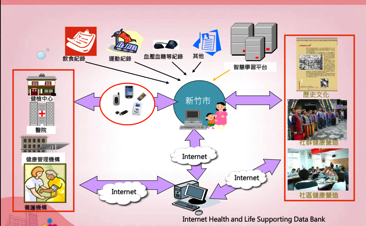 飲食紀錄
運動紀錄
血壓血糖等紀錄
其他
智慧學習平台
健檢中心
醫院
健康管理機構
養護機構
新竹市
歷史文化
社群健康營造
社區健康營造
Internet
Internet
Internet
Internet Health and Life Supporting Data Bank